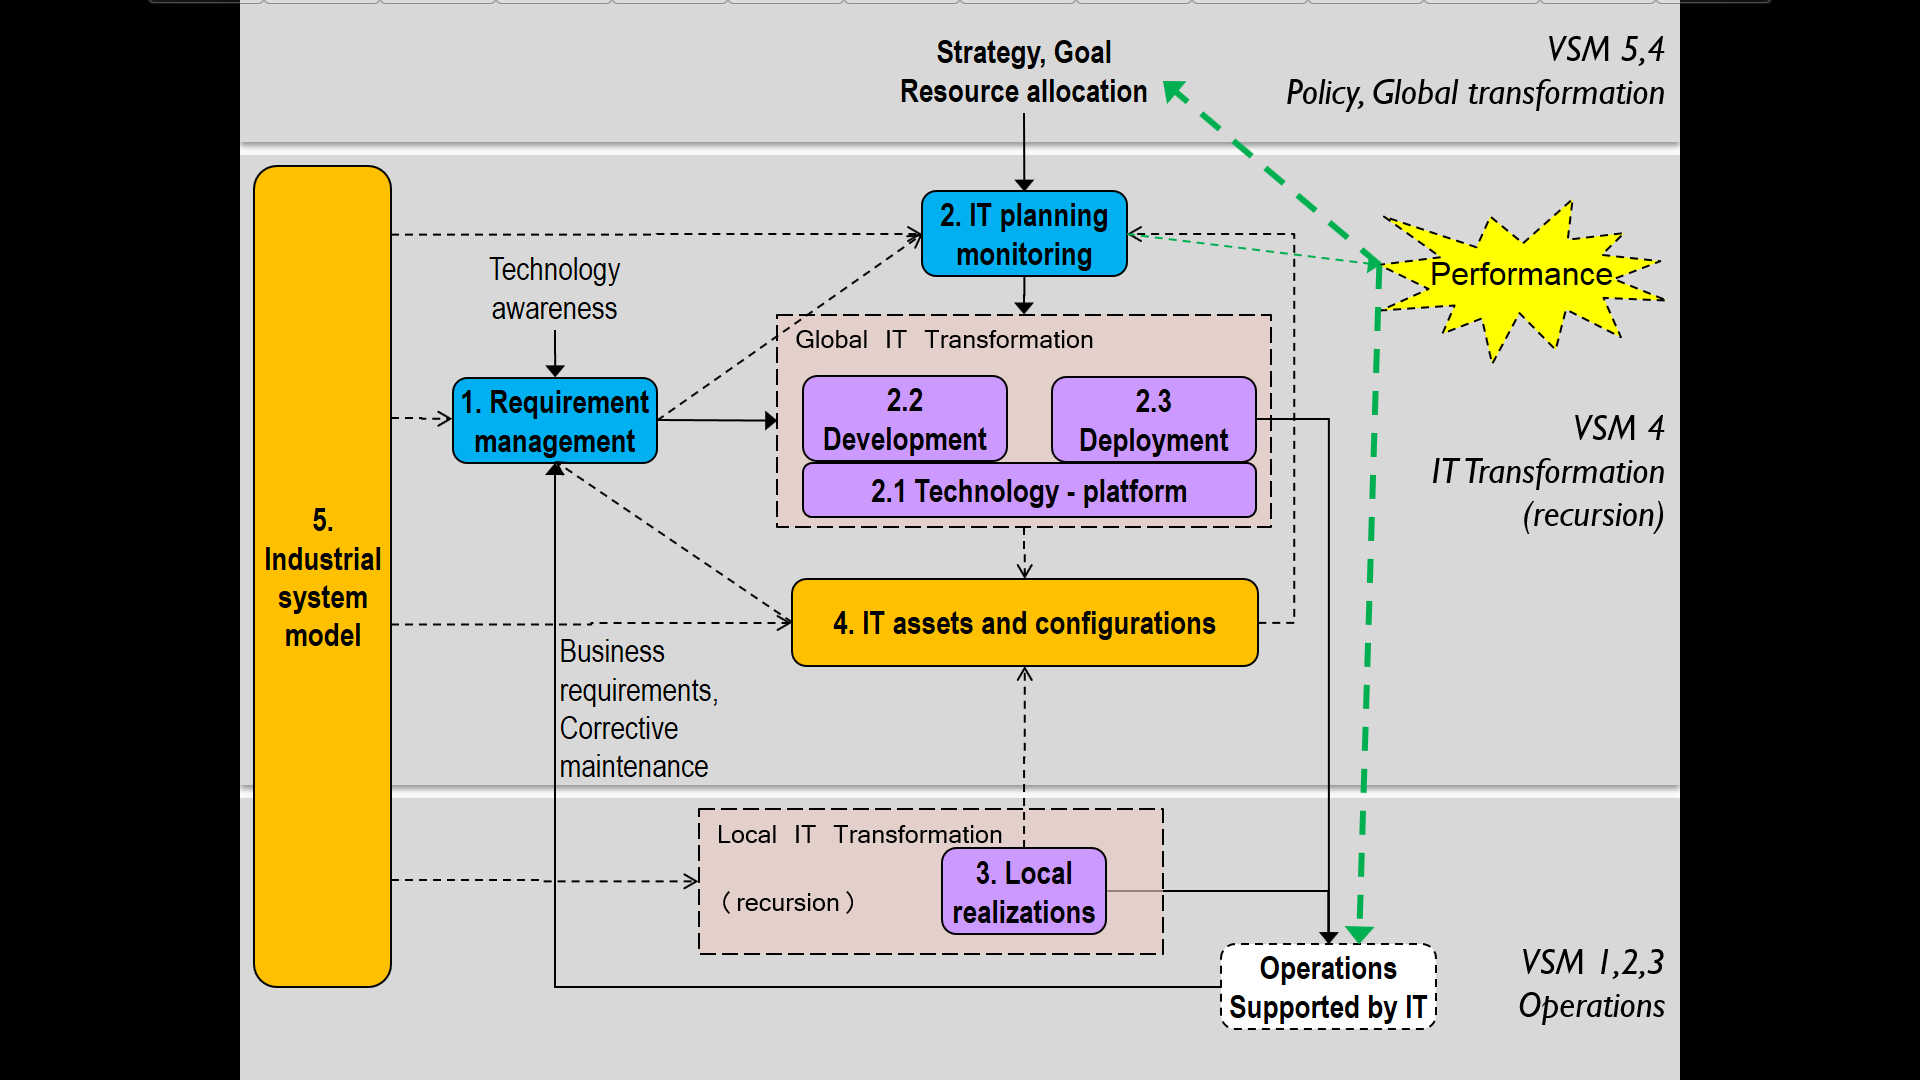 Strategy, Goal
Resource allocation
VSM 5,4
Policy, Global transformation
2. IT planning
monitoring
Performance
Technology
awareness
Global IT Transformation
1. Requirement
management
2.2
Development
2.3
Deployment
2.1 Technology - platform
VSM 4
IT Transformation
(recursion)
5.
Industrial
system
model
4. IT assets and configurations
Business
requirements,
Corrective
maintenance
Local IT Transformation
(recursion)
3. Local
realizations
Operations
Supported by IT
VSM 1,2,3
Operations